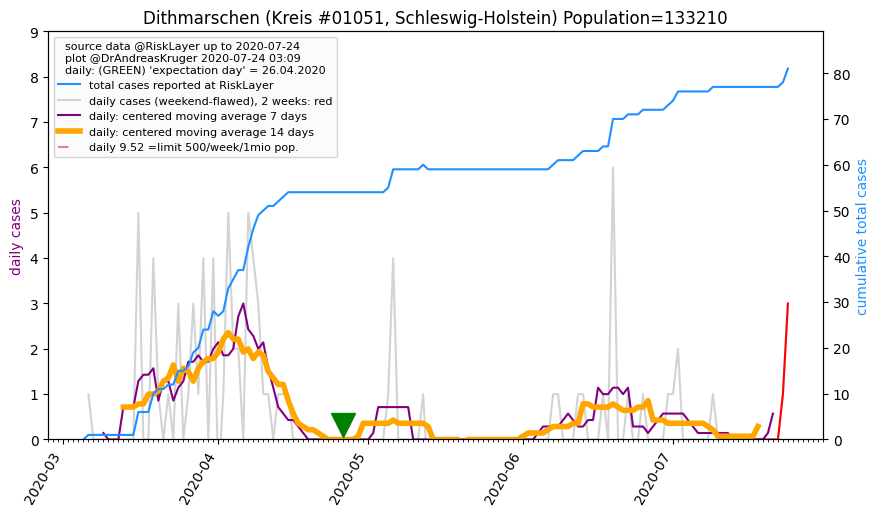 Dithmarschen (Kreis #01051, Schleswig-Holstein) Population=133210
source data @RiskLayer up to 2020-07-24
plot @DrAndreasKruger 2020-07-24 03:09
daily: (GREEN) 'expectation day' = 26.04.2020
total cases reported at RiskLayer
daily cases (weekend-flawed), 2 weeks: red
daily: centered moving average 7 days
daily: centered moving average 14 days
daily 9.52 =limit 500/week/1mio pop.
daily cases
9
8
7
6
5
4
3
2
1
0
cumulative total cases
80
70
60
50
40
30
20
10
0
2020-03
2020-04
2020-05
2020-06
2020-07